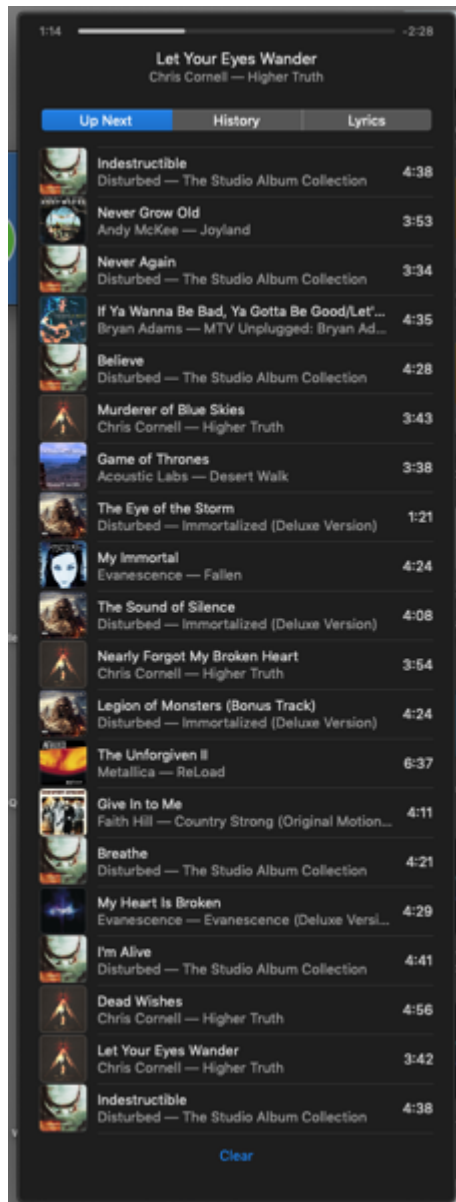 1:14
-2:28
Let Your Eyes Wander
Chris Cornell — Higher Truth
Up Next History Lyrics
Indestructible
Disturbed — The Studio Album Collection
4:38
Never Grow Old
Andy McKee — Joyland
3:53
Never Again
Disturbed — The Studio Album Collection
3:34
If Ya Wanna Be Bad, Ya Gotta Be Good/Let'...
Bryan Adams — MTV Unplugged: Bryan Ad...
4:35
Believe
Disturbed — The Studio Album Collection
4:28
Murderer of Blue Skies
Chris Cornell — Higher Truth
3:43
Game of Thrones
Acoustic Labs — Desert Walk
3:38
The Eye of the Storm
Disturbed — Immortalized (Deluxe Version)
1:21
My Immortal
Evanescence — Fallen
4:24
The Sound of Silence
Disturbed — Immortalized (Deluxe Version)
4:08
Nearly Forgot My Broken Heart
Chris Cornell — Higher Truth
3:54
Legion of Monsters (Bonus Track)
Disturbed — Immortalized (Deluxe Version)
4:24
The Unforgiven II
Metallica — ReLoad
6:37
Give In to Me
Faith Hill — Country Strong (Original Motion...
4:11
Breathe
Disturbed — The Studio Album Collection
4:21
My Heart Is Broken
Evanescence — Evanescence (Deluxe Versi...
4:29
I'm Alive
Disturbed — The Studio Album Collection
4:41
Dead Wishes
Chris Cornell — Higher Truth
4:56
Let Your Eyes Wander
Chris Cornell — Higher Truth
3:42
Indestructible
Disturbed — The Studio Album Collection
4:38
Clear